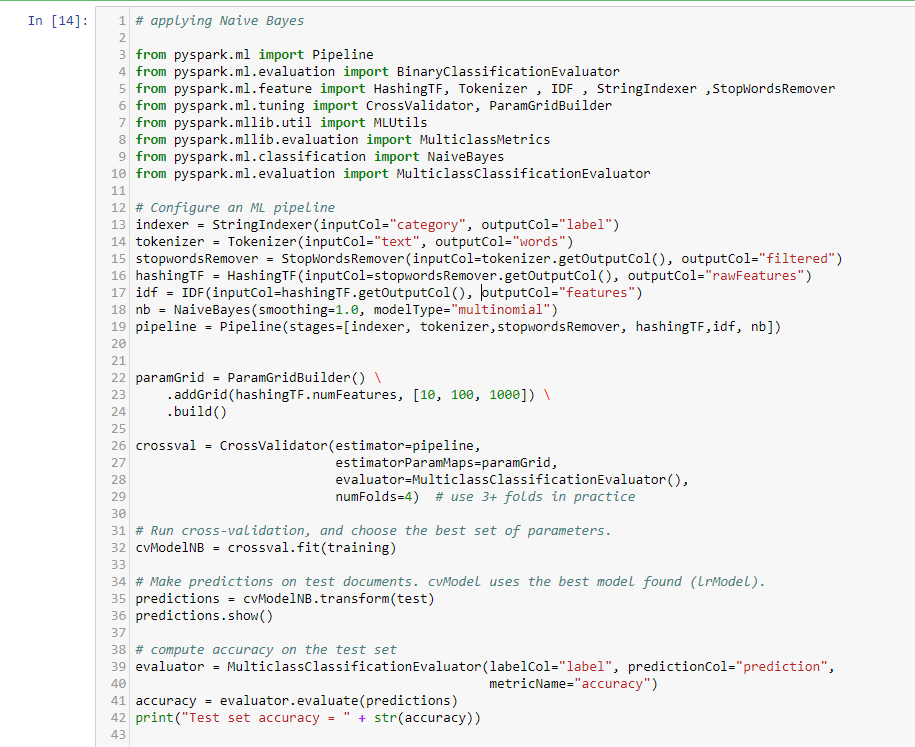 In [14]:
1 # applying Naive Bayes
2
3 from pyspark.ml import Pipeline
4 from pyspark.ml.evaluation import BinaryClassificationEvaluator
5 from pyspark.ml.feature import HashingTF, Tokenizer , IDF , StringIndexer ,StopWordsRemover
6 from pyspark.ml.tuning import CrossValidator, ParamGridBuilder
7 from pyspark.mllib.util import MLUtils
8 from pyspark.mllib.evaluation import MulticlassMetrics
9 from pyspark.ml.classification import NaiveBayes
10 from pyspark.ml.evaluation import MulticlassClassificationEvaluator
11
12 # Configure an ML pipeline
13 indexer = StringIndexer(inputCol="category", outputCol="label")
14 tokenizer = Tokenizer(inputCol="text", outputCol="words")
15 stopwordsRemover = StopWordsRemover(inputCol=tokenizer.getOutputCol(), outputCol="filtered")
16 hashingTF = HashingTF(inputCol=stopwordsRemover.getOutputCol(), outputCol="rawFeatures")
17 idf = IDF(inputCol=hashingTF.getOutputCol(), outputCol="features")
18 nb = NaiveBayes(smoothing=1.0, modelType="multinomial")
19 pipeline = Pipeline(stages=[indexer, tokenizer,stopwordsRemover, hashingTF,idf, nb])
20
21
22 paramGrid = ParamGridBuilder() \
23     .addGrid(hashingTF.numFeatures, [10, 100, 1000]) \
24     .build()
25
26 crossval = CrossValidator(estimator=pipeline,
27                           estimatorParamMaps=paramGrid,
28                           evaluator=MulticlassClassificationEvaluator(),
29                           numFolds=4)  # use 3+ folds in practice
30
31 # Run cross-validation, and choose the best set of parameters.
32 cvModelNB = crossval.fit(training)
33
34 # Make predictions on test documents. cvModel uses the best model found (lrModel).
35 predictions = cvModelNB.transform(test)
36 predictions.show()
37
38 # compute accuracy on the test set
39 evaluator = MulticlassClassificationEvaluator(labelCol="label", predictionCol="prediction",
40                                               metricName="accuracy")
41 accuracy = evaluator.evaluate(predictions)
42 print("Test set accuracy = " + str(accuracy))
43